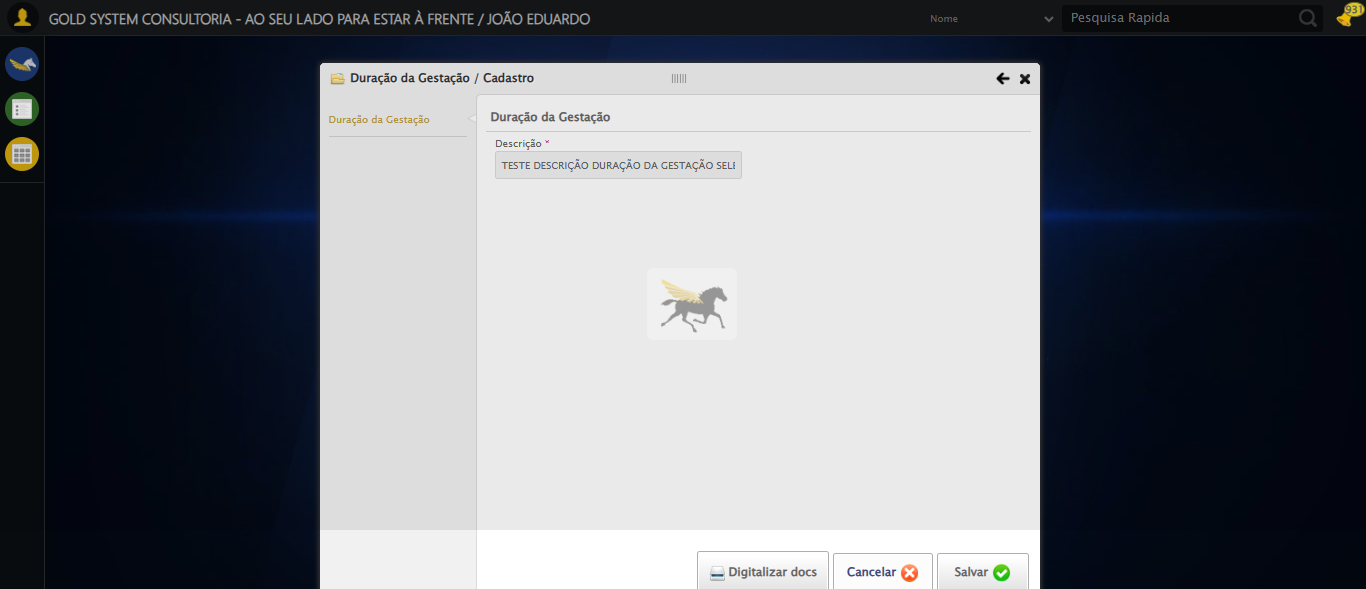 GOLD SYSTEM CONSULTORIA - AO SEU LADO PARA ESTAR À FRENTE / JOÃO EDUARDO
Nome
Pesquisa Rapida
931
Duração da Gestação / Cadastro
Duração da Gestação
Duração da Gestação
Descrição *
TESTE DESCRIÇÃO DURAÇÃO DA GESTAÇÃO
Digitalizar docs
Cancelar
Salvar